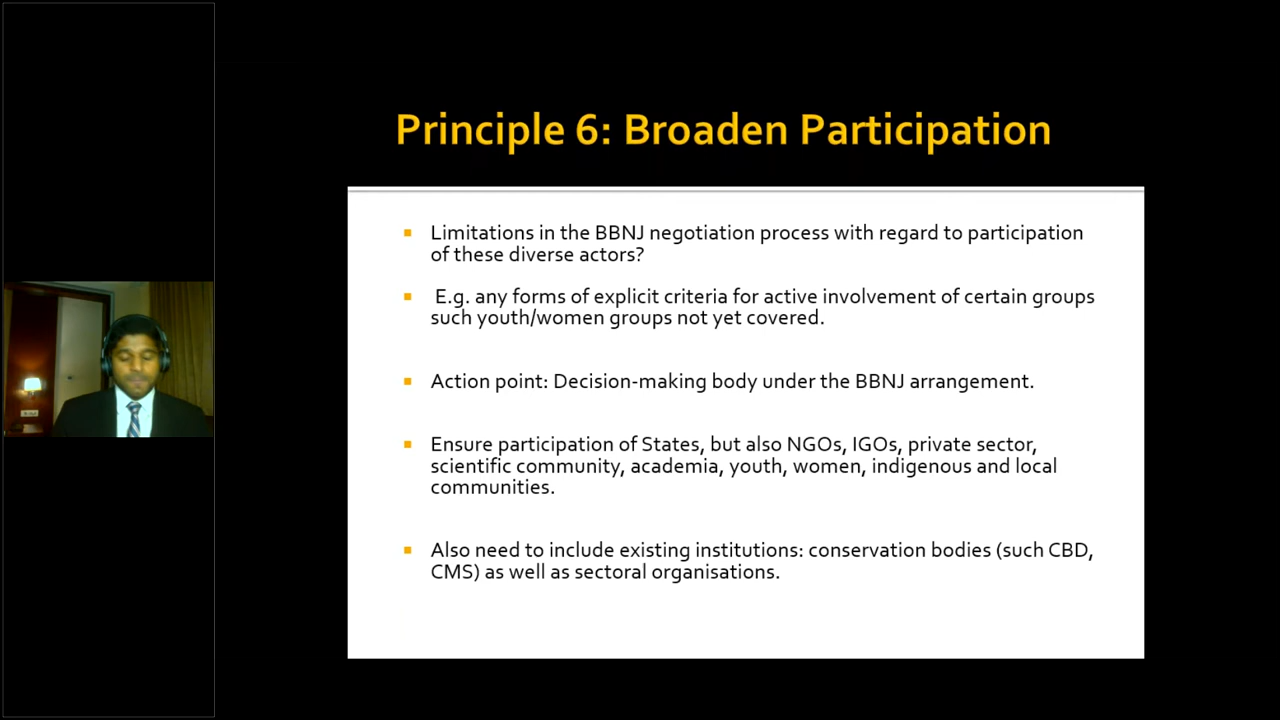 Principle 6: Broaden Participation
Limitations in the BBNJ negotiation process with regard to participation
of these diverse actors?
E.g. any forms of explicit criteria for active involvement of certain groups
such youth/women groups not yet covered.
Action point: Decision-making body under the BBNJ arrangement.
Ensure participation of States, but also NGOs, IGOs, private sector,
scientific community, academia, youth, women, indigenous and local
communities.
Also need to include existing institutions: conservation bodies (such CBD,
CMS) as well as sectoral organisations.